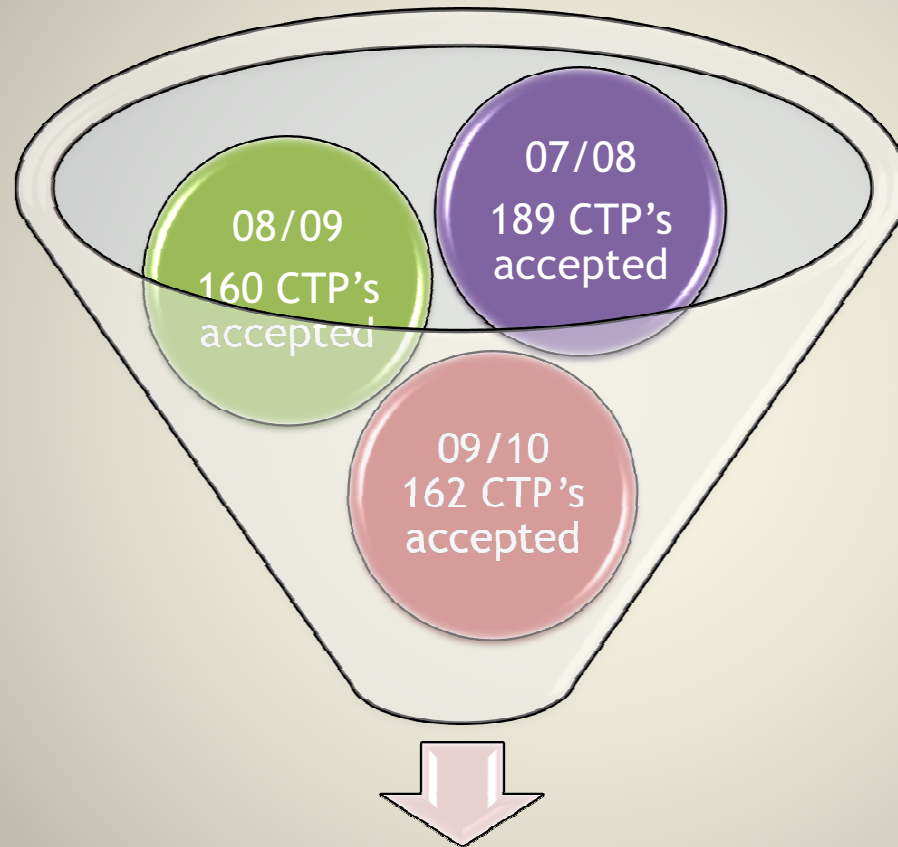 07/08
189 CTP’s
accepted
08/09
160 CTP’s
accepted
09/10
162 CTP’s
accepted